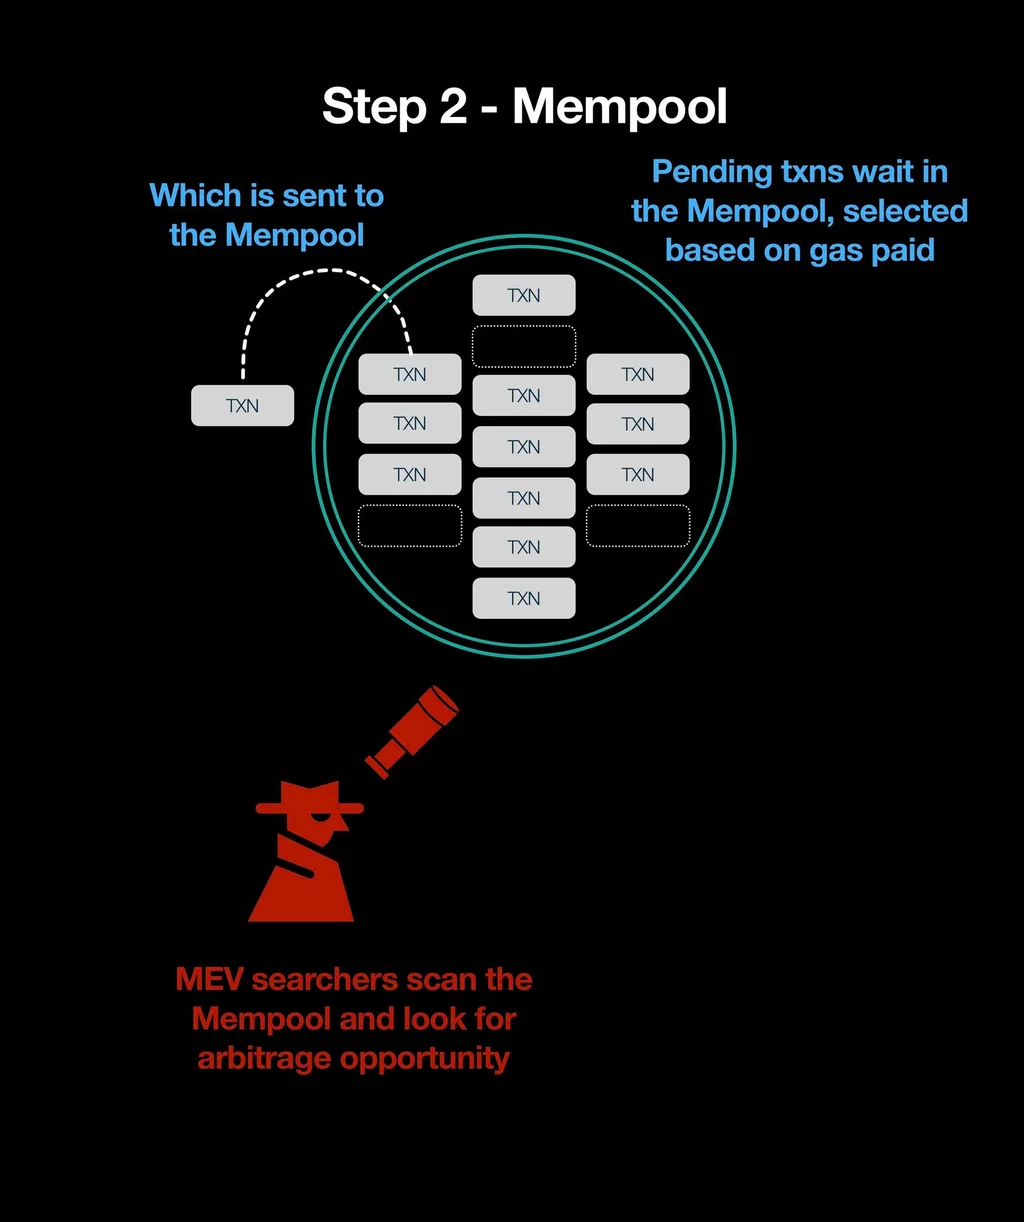 Step 2 - Mempool
Which is sent to
the Mempool
Pending txns wait in
the Mempool, selected
based on gas paid
TXN
TXN
TXN
TXN
TXN
TXN
TXN
TXN
TXN
TXN
TXN
TXN
TXN
MEV searchers scan the
Mempool and look for
arbitrage opportunity